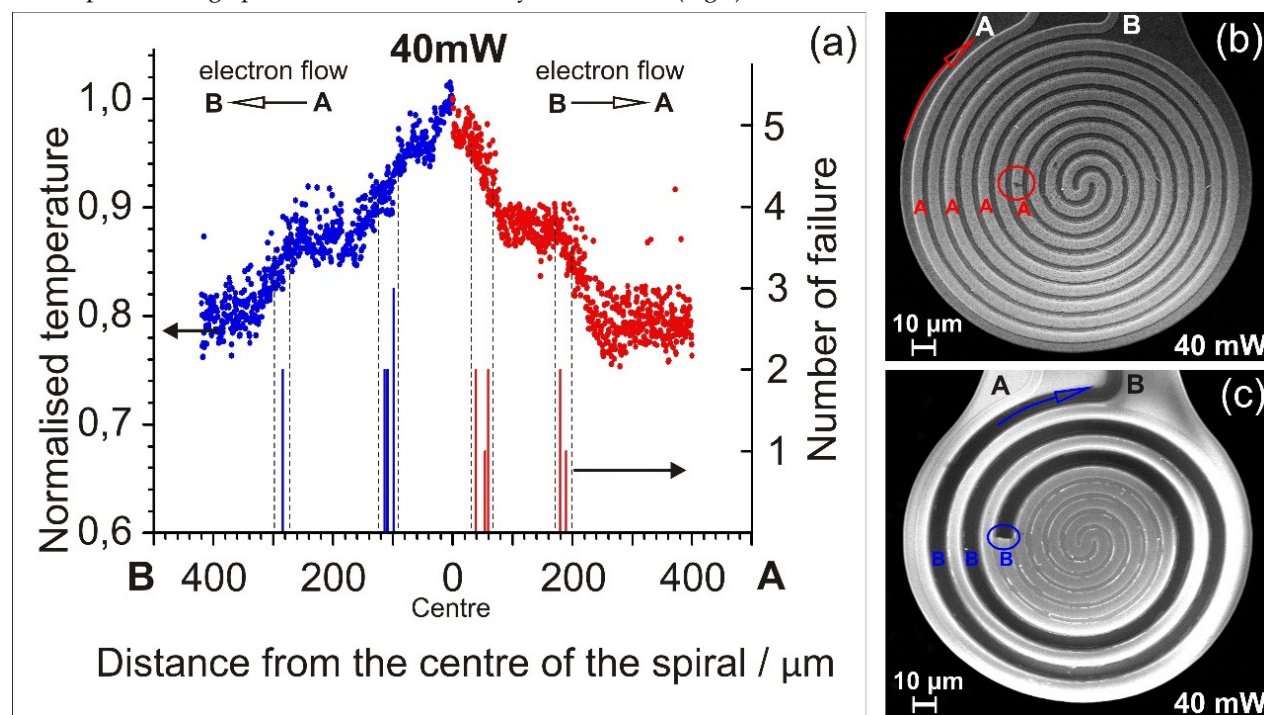 (a)
40mW
electron flow
B A
electron flow
B A
1,0
0,9
0,8
0,7
0,6
Normalised temperature
5
4
3
2
1
Number of failure
B 400 200 0 200 400 A
Centre
Distance from the centre of the spiral / µm
A B (b)
A A A A
10 µm 40 mW
A B (c)
B B B
10 µm 40 mW